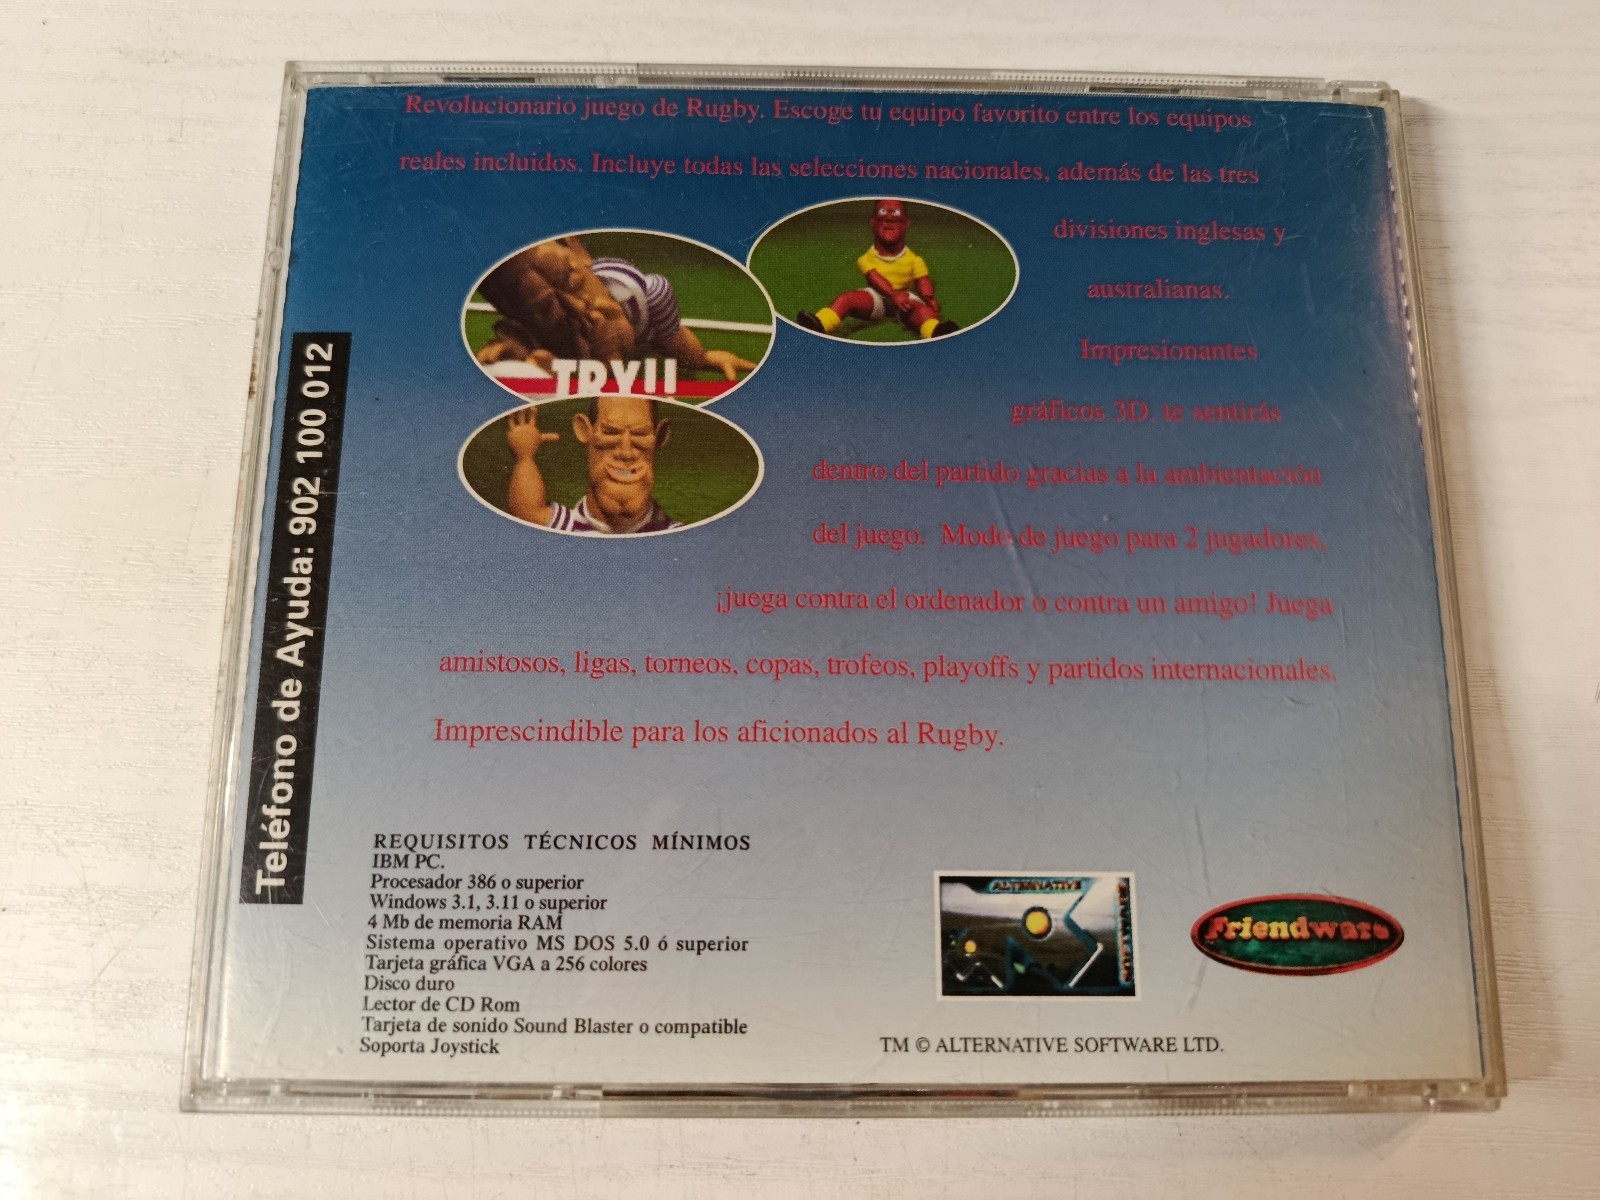 Revolucionario juego de Rugby. Escoge tu equipo favorito entre los equipos
reales incluidos. Incluye todas las selecciones nacionales, además de las tres
divisiones inglesas y
australianas.
Impresionantes
gráficos 3D. te sentirás
dentro del partido gracias a la ambientación
del juego. Modo de juego para 2 jugadores,
¡juega contra el ordenador o contra un amigo! Juega
amistosos, ligas, torneos, copas, trofeos, playoffs y partidos internacionales.
Imprescindible para los aficionados al Rugby.
TRY!!
Teléfono de Ayuda: 902 100 012
REQUISITOS TÉCNICOS MÍNIMOS
IBM PC.
Procesador 386 o superior
Windows 3.1, 3.11 o superior
4 Mb de memoria RAM
Sistema operativo MS DOS 5.0 ó superior
Tarjeta gráfica VGA a 256 colores
Disco duro
Lector de CD Rom
Tarjeta de sonido Sound Blaster o compatible
Soporta Joystick
ALTERNATIVE
SOFTWARE
Friendware
TM © ALTERNATIVE SOFTWARE LTD.